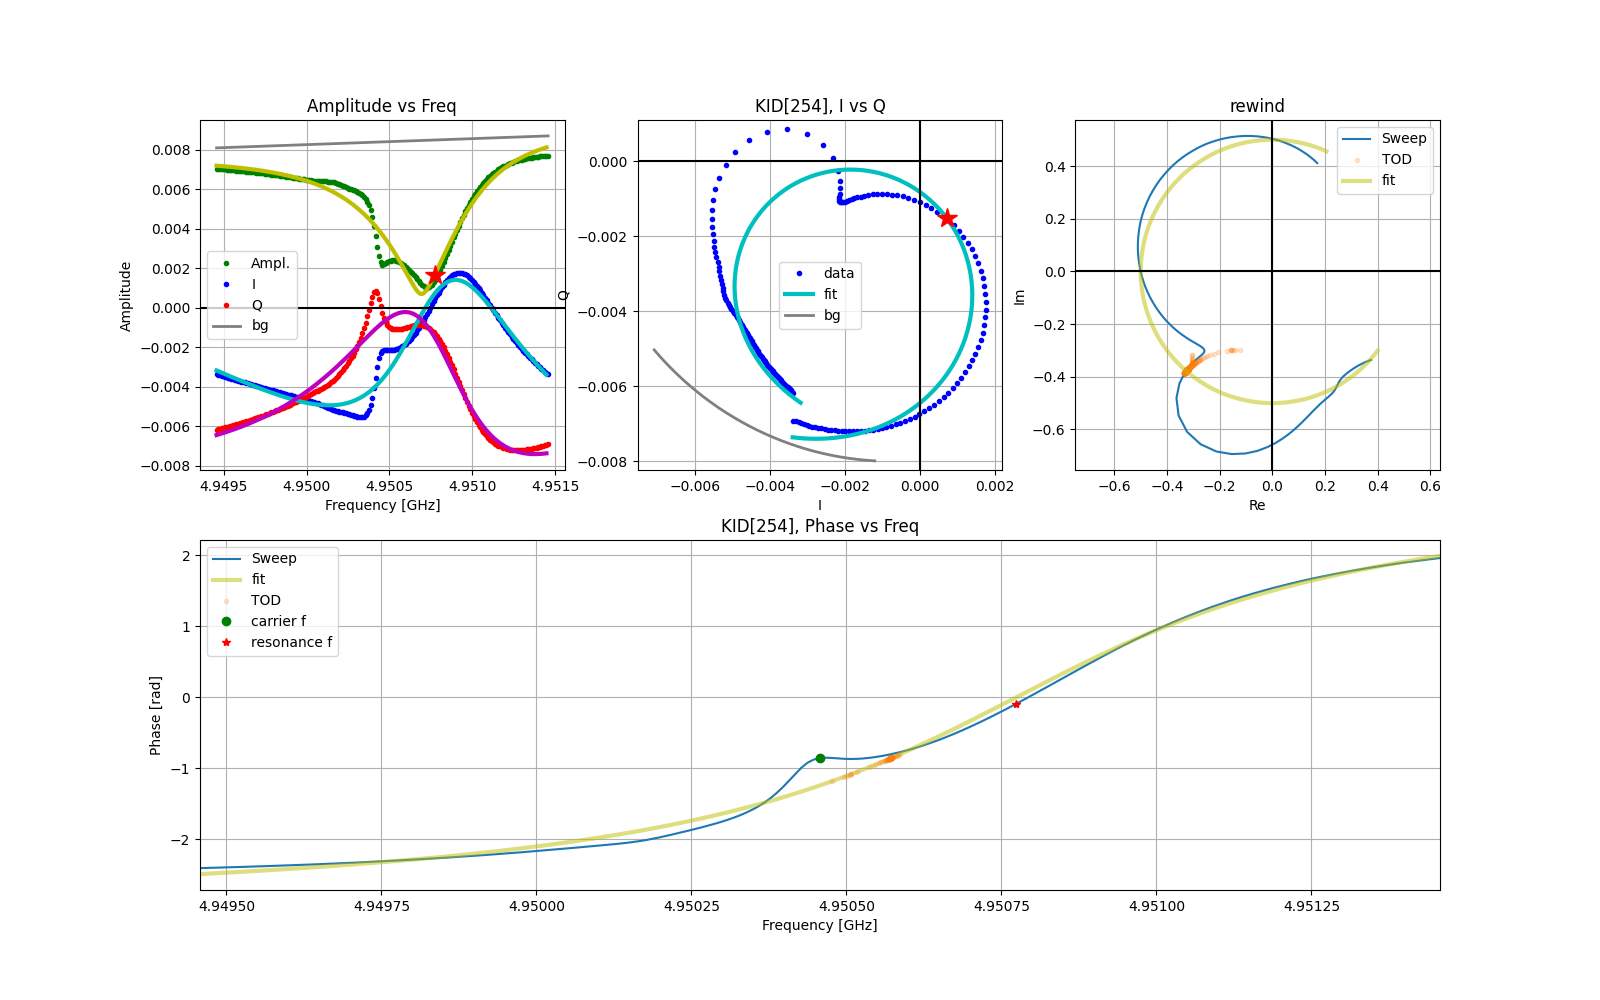 Amplitude vs Freq
Amplitude
0.008
0.006
0.004
0.002
0.000
−0.002
−0.004
−0.006
−0.008
Ampl.
I
Q
bg
4.9495
4.9500
4.9505
4.9510
4.9515
Frequency [GHz]
KID[254], I vs Q
Q
0.000
−0.002
−0.004
−0.006
−0.008
data
fit
bg
−0.006
−0.004
−0.002
0.000
0.002
I
rewind
Im
0.4
0.2
0.0
−0.2
−0.4
−0.6
Sweep
TOD
fit
−0.6
−0.4
−0.2
0.0
0.2
0.4
0.6
Re
KID[254], Phase vs Freq
Phase [rad]
2
1
0
−1
−2
Sweep
fit
TOD
carrier f
resonance f
4.94950
4.94975
4.95000
4.95025
4.95050
4.95075
4.95100
4.95125
Frequency [GHz]